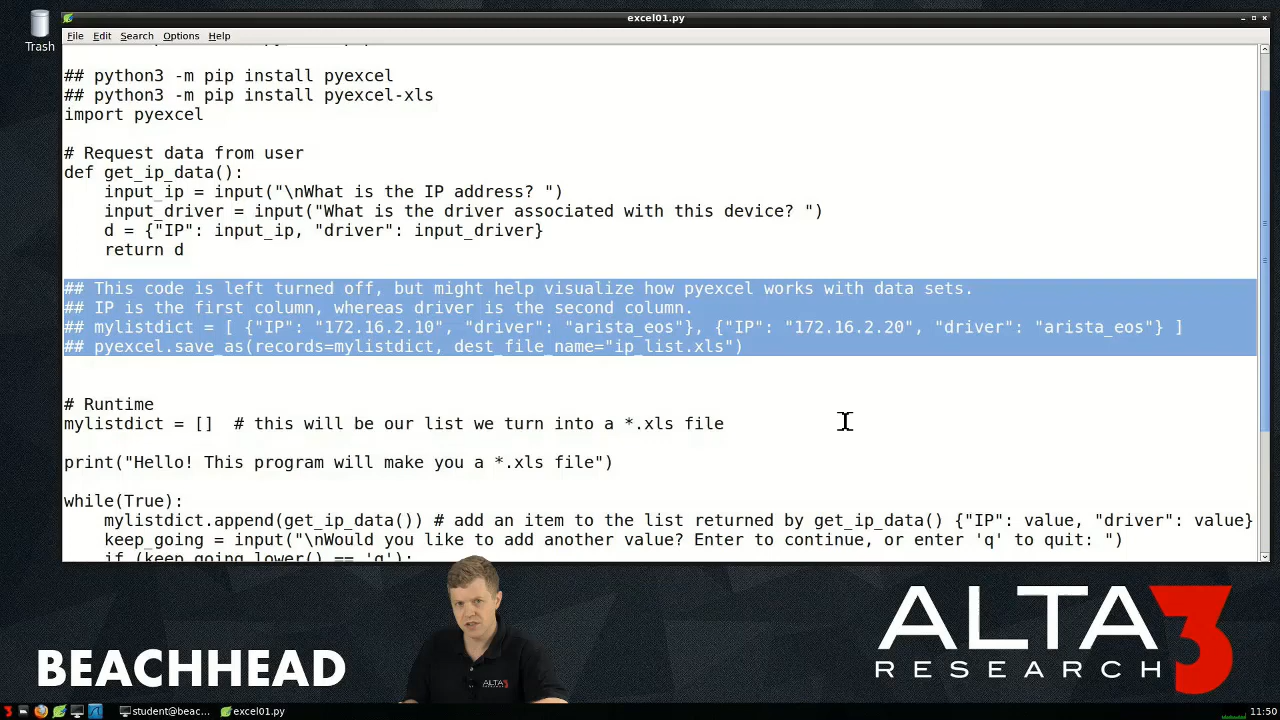 excel01.py
Trash
File Edit Search Options Help
## python3 -m pip install pyexcel
## python3 -m pip install pyexcel-xls
import pyexcel
# Request data from user
def get_ip_data():
input_ip = input("\nWhat is the IP address? ")
input_driver = input("What is the driver associated with this device? ")
d = {"IP": input_ip, "driver": input_driver}
return d
## This code is left turned off, but might help visualize how pyexcel works with data sets.
## IP is the first column, whereas driver is the second column.
## mylistdict = [ {"IP": "172.16.2.10", "driver": "arista_eos"}, {"IP": "172.16.2.20", "driver": "arista_eos"} ]
## pyexcel.save_as(records=mylistdict, dest_file_name="ip_list.xls")
# Runtime
mylistdict = [] # this will be our list we turn into a *.xls file
print("Hello! This program will make you a *.xls file")
while(True):
mylistdict.append(get_ip_data()) # add an item to the list returned by get_ip_data() {"IP": value, "driver": value}
keep_going = input("\nWould you like to add another value? Enter to continue, or enter 'q' to quit: ")
if (keep_going.lower() == 'q'):
BEACHHEAD
ALTA3
RESEARCH
ALTA3
RESEARCH
student@beac...
excel01.py
11:50